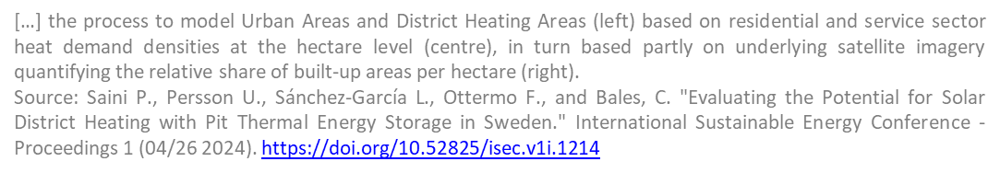 […] the process to model Urban Areas and District Heating Areas (left) based on residential and service sector
heat demand densities at the hectare level (centre), in turn based partly on underlying satellite imagery
quantifying the relative share of built-up areas per hectare (right).
Source: Saini P., Persson U., Sánchez-García L., Ottermo F., and Bales, C. "Evaluating the Potential for Solar
District Heating with Pit Thermal Energy Storage in Sweden." International Sustainable Energy Conference -
Proceedings 1 (04/26 2024). https://doi.org/10.52825/isec.v1i.1214